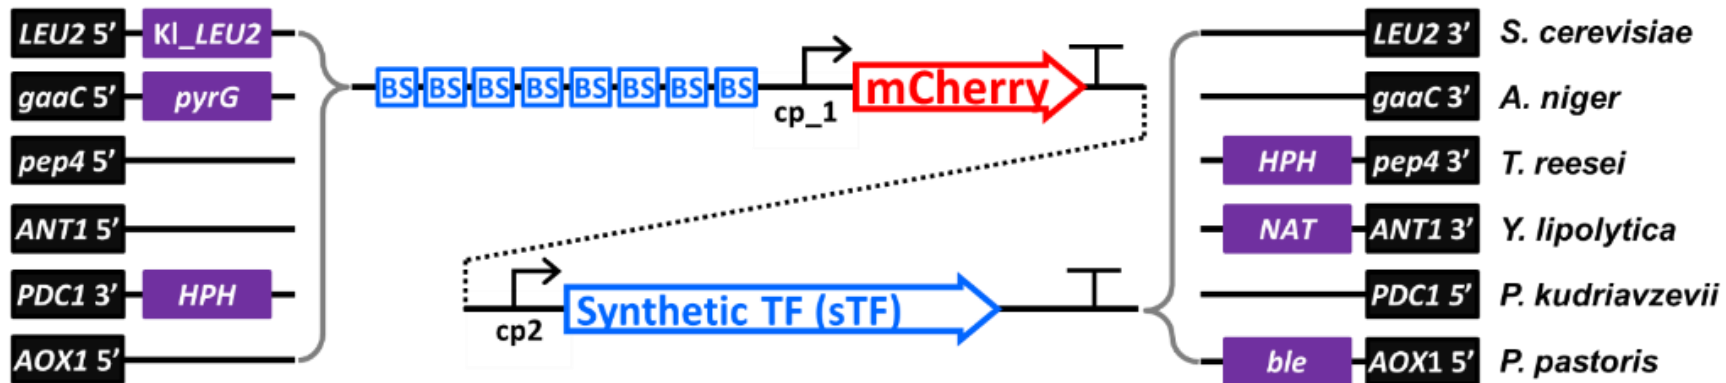 LEU2 5’ Kl_LEU2
gaaC 5’ pyrG
pep4 5’
ANT1 5’
PDC1 3’ HPH
AOX1 5’
BS BS BS BS BS BS BS BS
cp_1
mCherry
cp2
Synthetic TF (sTF)
LEU2 3’ S. cerevisiae
gaaC 3’ A. niger
HPH pep4 3’ T. reesei
NAT ANT1 3’ Y. lipolytica
PDC1 5’ P. kudriavzevii
ble AOX1 5’ P. pastoris